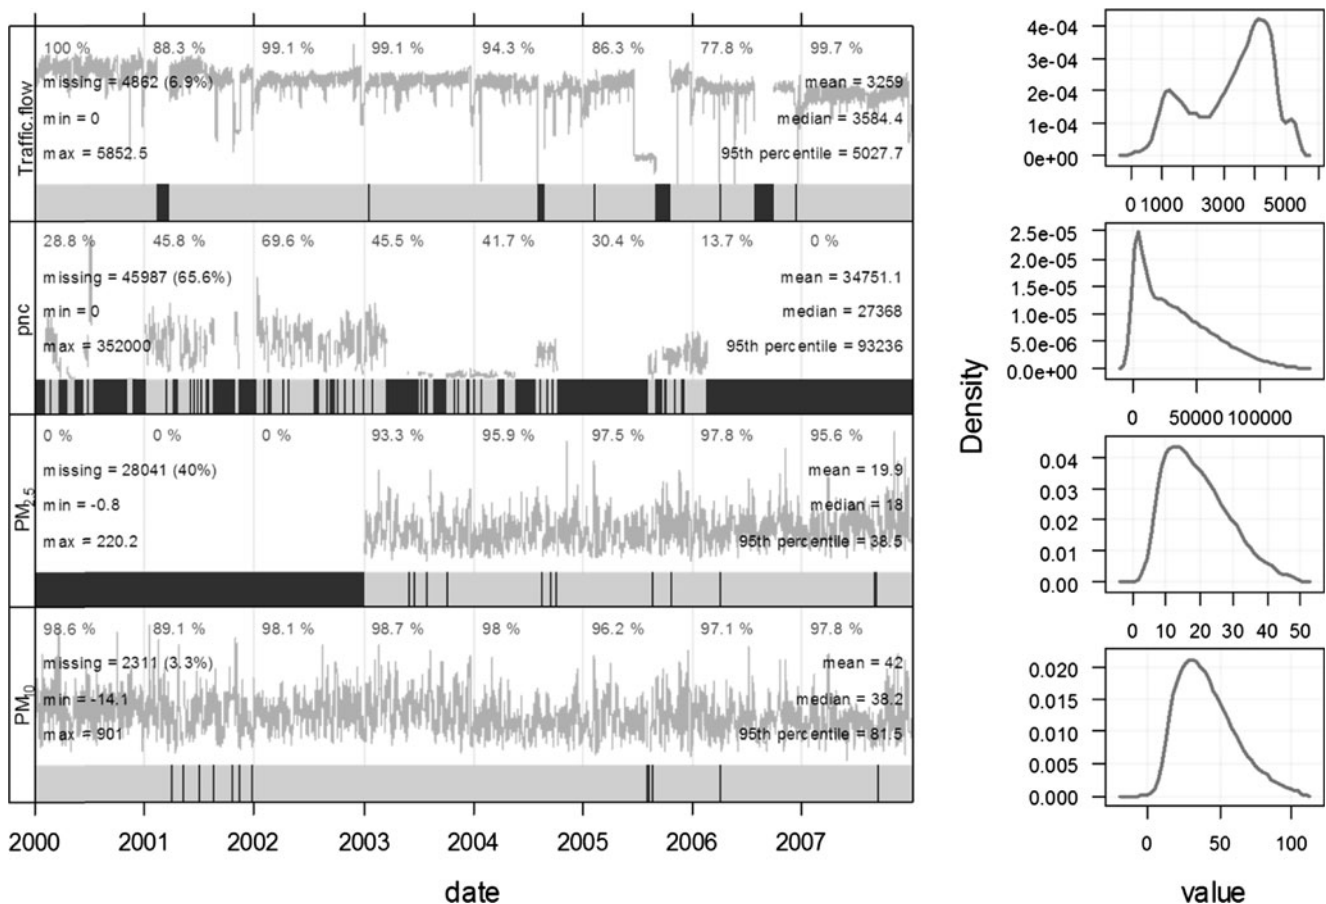 2000 2001 2002 2003 2004 2005 2006 2007
Traffic.flow
100 % 88.3 % 99.1 % 99.1 % 94.3 % 86.3 % 77.8 % 99.7 %
missing = 4862 (6.9%) mean = 3259
min = 0 median = 3584.4
max = 5852.5 95th percentile = 5027.7
pnc
28.8 % 45.8 % 69.6 % 45.5 % 41.7 % 30.4 % 13.7 % 0 %
missing = 45987 (65.6%) mean = 34751.1
min = 0 median = 27368
max = 352000 95th percentile = 93236
PM2.5
0 % 0 % 0 % 93.3 % 95.9 % 97.5 % 97.8 % 95.6 %
missing = 28041 (40%) mean = 19.9
min = -0.8 median = 18
max = 220.2 95th percentile = 38.5
PM10
98.6 % 89.1 % 98.1 % 98.7 % 98 % 96.2 % 97.1 % 97.8 %
missing = 2311 (3.3%) mean = 42
min = -14.1 median = 38.2
max = 901 95th percentile = 81.5
date
Density
4e-04
3e-04
2e-04
1e-04
0e+00
0 1000 3000 5000
2.5e-05
2.0e-05
1.5e-05
1.0e-05
5.0e-06
0.0e+00
0 50000 100000
0.04
0.03
0.02
0.01
0.00
0 10 20 30 40 50
0.020
0.015
0.010
0.005
0.000
0 50 100
value